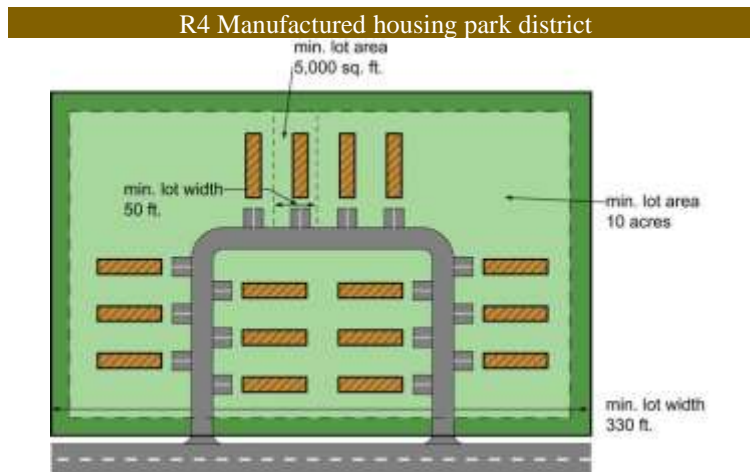 R4 Manufactured housing park district
min. lot area
5,000 sq. ft.
min. lot width
50 ft.
min. lot area
10 acres
min. lot width
330 ft.